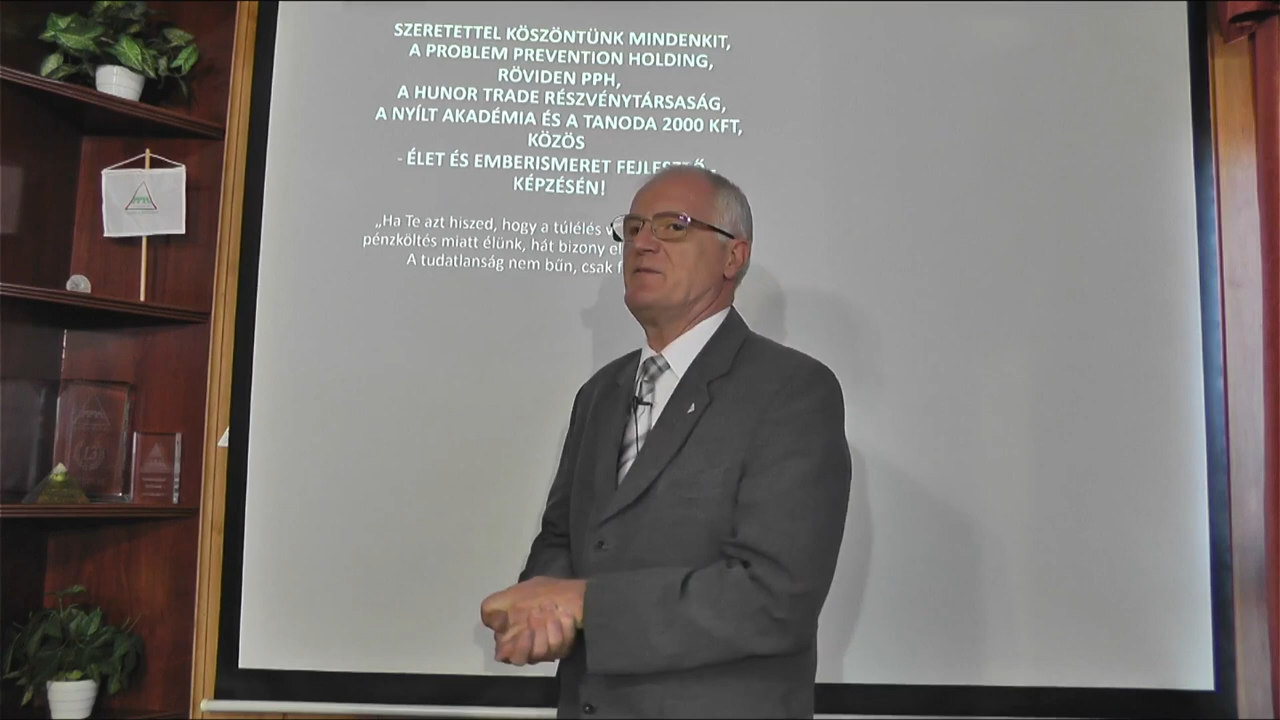 SZERETETTEL KÖSZÖNTÜNK MINDENKIT,
A PROBLEM PREVENTION HOLDING,
RÖVIDEN PPH,
A HUNOR TRADE RÉSZVÉNYTÁRSASÁG,
A NYÍLT AKADÉMIA ÉS A TANODA 2000 KFT,
KÖZÖS
- ÉLET ÉS EMBERISMERET FEJLESZTŐ -
KÉPZÉSÉN!
„Ha Te azt hiszed, hogy a túlélés
pénzköltés miatt élünk, hát bizony
A tudatlanság nem bűn, csak